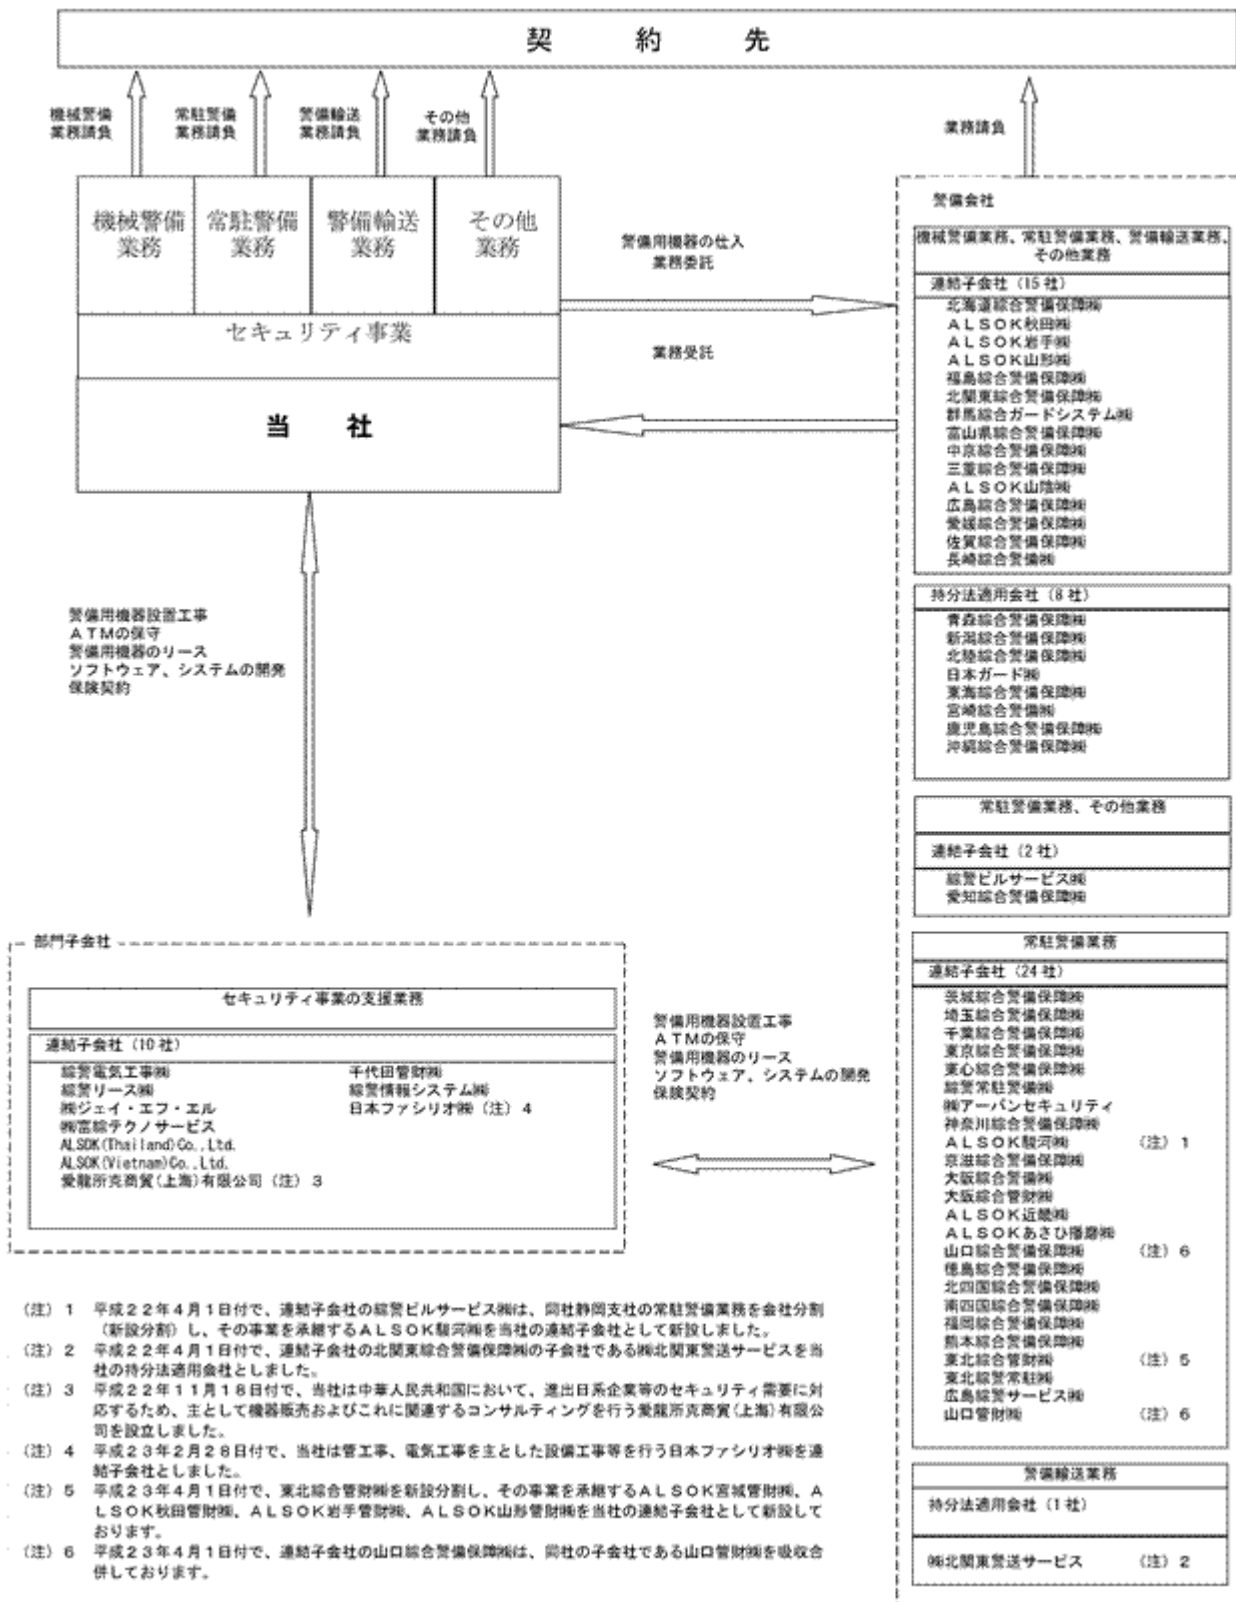 契　約　先
機械警備
業務請負
常駐警備
業務請負
警備輸送
業務請負
その他
業務請負
業務請負
機械警備
業務
常駐警備
業務
警備輸送
業務
その他
業務
セキュリティ事業
当　社
警備用機器の仕入
業務委託
業務受託
警備会社
機械警備業務、常駐警備業務、警備輸送業務、
その他業務
連結子会社（15社）
北海道綜合警備保障㈱
ＡＬＳＯＫ秋田㈱
ＡＬＳＯＫ岩手㈱
ＡＬＳＯＫ山形㈱
福島綜合警備保障㈱
北関東綜合警備保障㈱
群馬綜合ガードシステム㈱
富山県綜合警備保障㈱
中京綜合警備保障㈱
三重綜合警備保障㈱
ＡＬＳＯＫ山陰㈱
広島綜合警備保障㈱
愛媛綜合警備保障㈱
佐賀綜合警備保障㈱
長崎綜合警備㈱
持分法適用会社（8社）
青森綜合警備保障㈱
新潟綜合警備保障㈱
北陸綜合警備保障㈱
日本ガード㈱
東海綜合警備保障㈱
宮崎綜合警備㈱
鹿児島綜合警備保障㈱
沖縄綜合警備保障㈱
常駐警備業務、その他業務
連結子会社（2社）
綜警ビルサービス㈱
愛知綜合警備保障㈱
常駐警備業務
連結子会社（24社）
茨城綜合警備保障㈱
埼玉綜合警備保障㈱
千葉綜合警備保障㈱
東京綜合警備保障㈱
東心綜合警備保障㈱
綜警常駐警備㈱
㈱アーバンセキュリティ
神奈川綜合警備保障㈱
ＡＬＳＯＫ駿河㈱　（注）1
京滋綜合警備保障㈱
大阪綜合警備㈱
大阪綜合管財㈱
ＡＬＳＯＫ近畿㈱
ＡＬＳＯＫあさひ播磨㈱
山口綜合警備保障㈱　（注）6
徳島綜合警備保障㈱
北四国綜合警備保障㈱
南四国綜合警備保障㈱
福岡綜合警備保障㈱
熊本綜合警備保障㈱
東北綜合管財㈱　（注）5
東北綜警常駐㈱
広島綜警サービス㈱
山口管財㈱　（注）6
警備輸送業務
持分法適用会社（1社）
㈱北関東警送サービス　（注）2
警備用機器設置工事
ＡＴＭの保守
警備用機器のリース
ソフトウェア、システムの開発
保険契約
部門子会社
セキュリティ事業の支援業務
連結子会社（10社）
綜警電気工事㈱
綜警リース㈱
㈱ジェイ・エフ・エル
㈱富綜テクノサービス
ALSOK(Thailand)Co.,Ltd.
ALSOK(Vietnam)Co.,Ltd.
愛龍所克商貿(上海)有限公司（注）3
千代田管財㈱
綜警情報システム㈱
日本ファシリオ㈱（注）4
警備用機器設置工事
ＡＴＭの保守
警備用機器のリース
ソフトウェア、システムの開発
保険契約
（注）1　平成２２年４月１日付で、連結子会社の綜警ビルサービス㈱は、同社静岡支社の常駐警備業務を会社分割
（新設分割）し、その事業を承継するＡＬＳＯＫ駿河㈱を当社の連結子会社として新設しました。
（注）2　平成２２年４月１日付で、連結子会社の北関東綜合警備保障㈱の子会社である㈱北関東警送サービスを当
社の持分法適用会社としました。
（注）3　平成２２年１１月１８日付で、当社は中華人民共和国において、進出日系企業等のセキュリティ需要に対
応するため、主として機器販売およびこれに関連するコンサルティングを行う愛龍所克商貿(上海)有限公
司を設立しました。
（注）4　平成２３年２月２８日付で、当社は管工事、電気工事を主とした設備工事等を行う日本ファシリオ㈱を連
結子会社としました。
（注）5　平成２３年４月１日付で、東北綜合管財㈱を新設分割し、その事業を承継するＡＬＳＯＫ宮城管財㈱、Ａ
ＬＳＯＫ秋田管財㈱、ＡＬＳＯＫ岩手管財㈱、ＡＬＳＯＫ山形管財㈱を当社の連結子会社として新設して
おります。
（注）6　平成２３年４月１日付で、連結子会社の山口綜合警備保障㈱は、同社の子会社である山口管財㈱を吸収合
併しております。